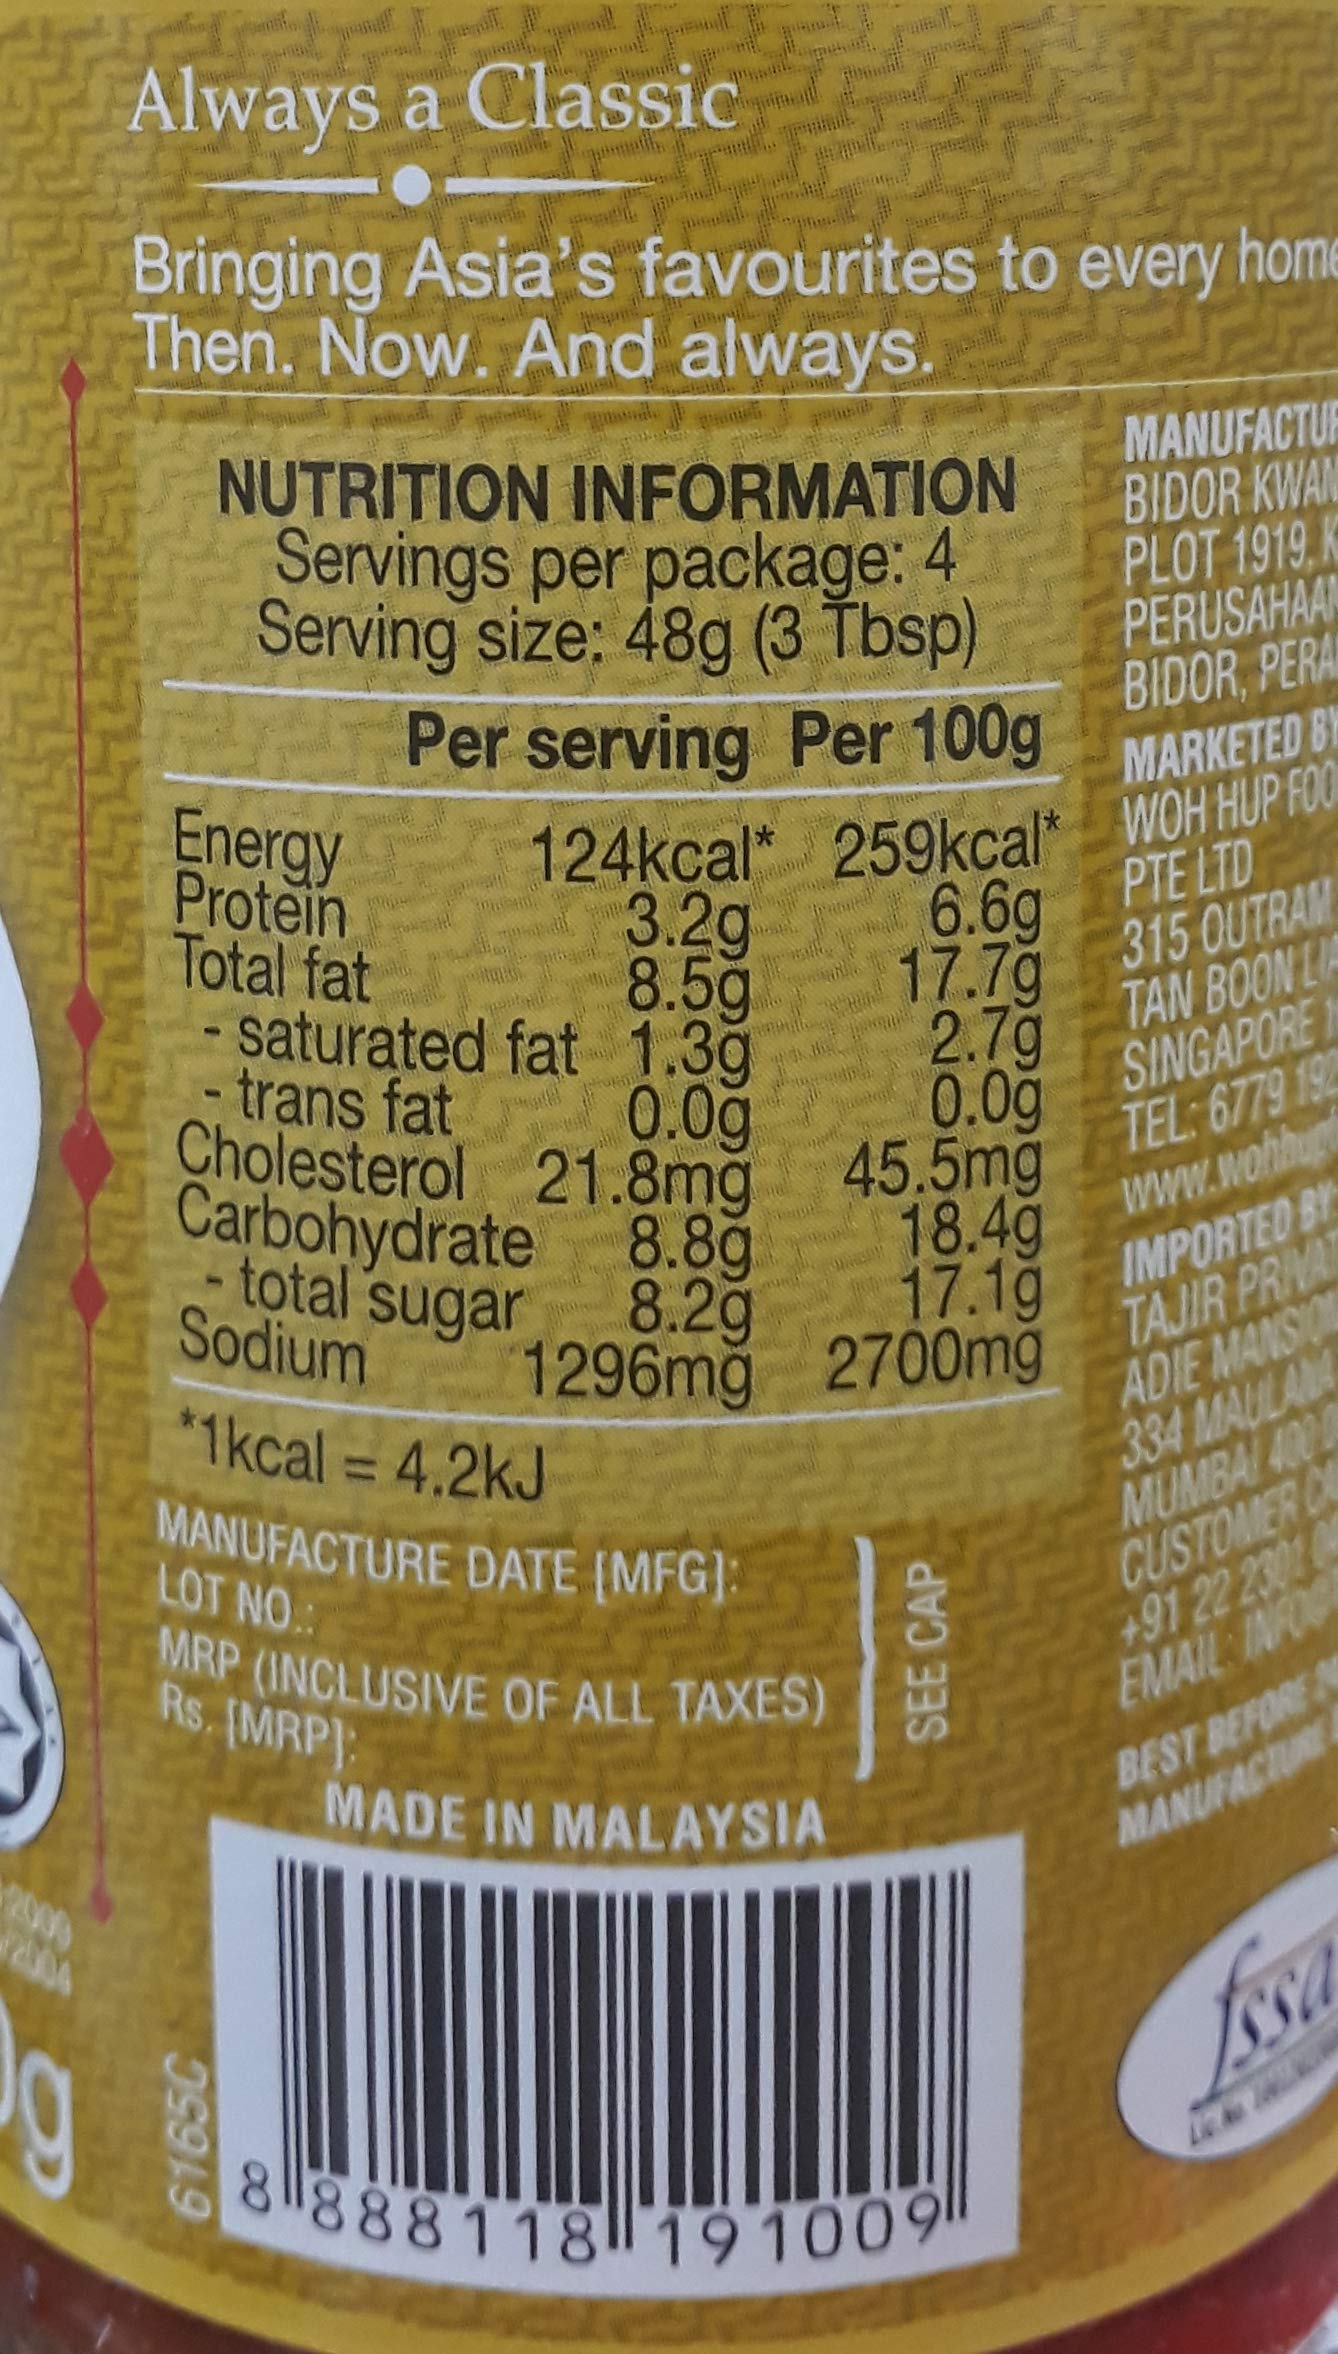 Always a Classic
Bringing Asia's favourites to every
Then. Now. And always.
NUTRITION INFORMATION
Servings per package: 4
Serving size: 48g (3 Tbsp)
Per serving Per 100g
Energy 124kcal* 259kcal*
Protein 3.2g 6.6g
Total fat 8.5g 17.7g
- saturated fat 1.3g 2.7g
- trans fat 0.0g 0.0g
Cholesterol 21.8mg 45.5mg
Carbohydrate 8.8g 18.4g
- total sugar 8.2g 17.1g
Sodium 1296mg 2700mg
*1kcal = 4.2kJ
MANUFACTURE DATE [MFG]:
LOT NO.:
MRP (INCLUSIVE OF ALL TAXES)
Rs. [MRP]:
SEE CAP
MADE IN MALAYSIA
6165C
8 888118 191009
BIDOR
PLOT 1919,
BIDOR,
MARKETED BY
WOH HUP
PTE LTD
315 OUTRAM
TAN BOON
SINGAPORE
TEL: 6779
IMPORTED BY
TAJIR
ADIE
334
MUMBAI
CUSTOMER
+91 22
EMAIL:
BEST BEFORE
g